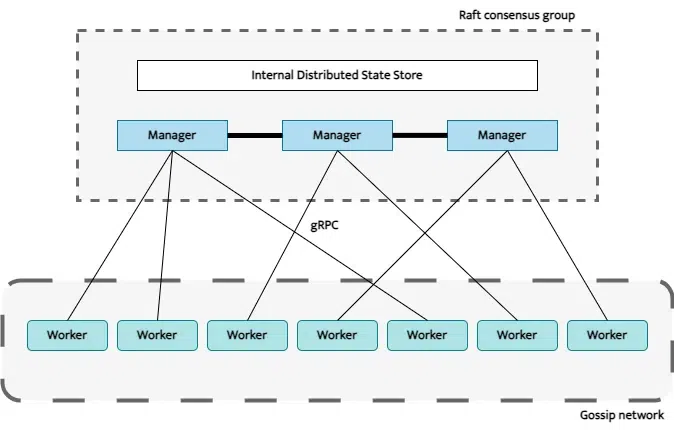 Raft consensus group
Internal Distributed State Store
Manager Manager Manager
gRPC
Worker Worker Worker Worker Worker Worker Worker
Gossip network